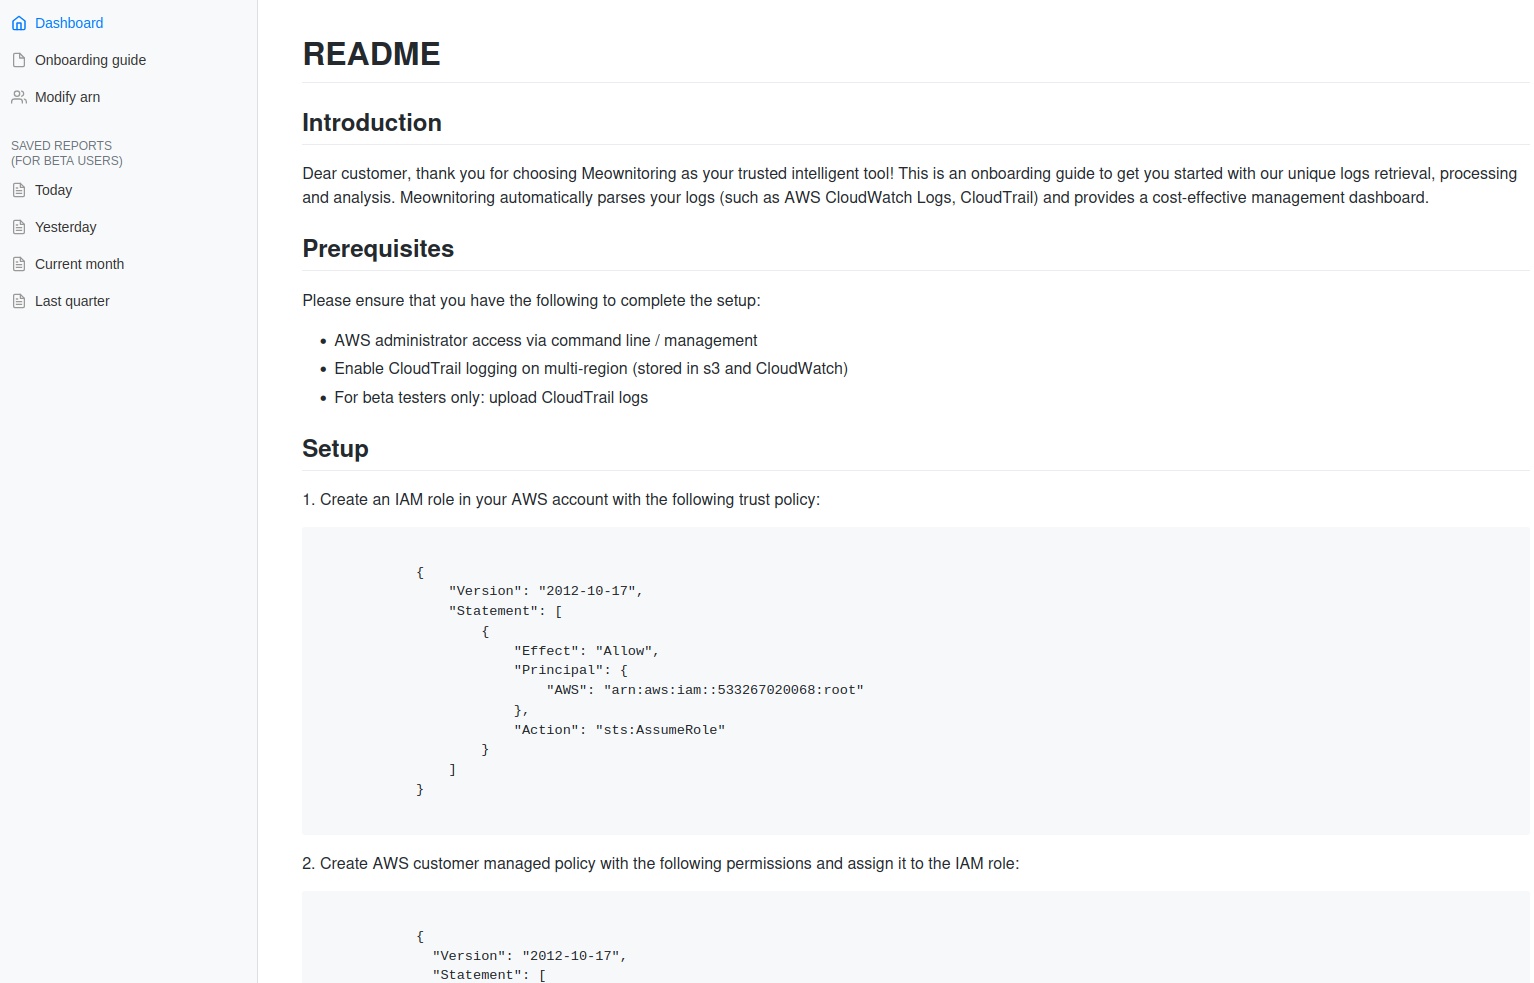 Dashboard
Onboarding guide
Modify arn
SAVED REPORTS
(FOR BETA USERS)
Today
Yesterday
Current month
Last quarter
README
Introduction
Dear customer, thank you for choosing Meownitoring as your trusted intelligent tool! This is an onboarding guide to get you started with our unique logs retrieval, processing
and analysis. Meownitoring automatically parses your logs (such as AWS CloudWatch Logs, CloudTrail) and provides a cost-effective management dashboard.
Prerequisites
Please ensure that you have the following to complete the setup:
• AWS administrator access via command line / management
• Enable CloudTrail logging on multi-region (stored in s3 and CloudWatch)
• For beta testers only: upload CloudTrail logs
Setup
1. Create an IAM role in your AWS account with the following trust policy:
{
    "Version": "2012-10-17",
    "Statement": [
        {
            "Effect": "Allow",
            "Principal": {
                "AWS": "arn:aws:iam::533267020068:root"
            },
            "Action": "sts:AssumeRole"
        }
    ]
}
2. Create AWS customer managed policy with the following permissions and assign it to the IAM role:
{
  "Version": "2012-10-17",
  "Statement": [